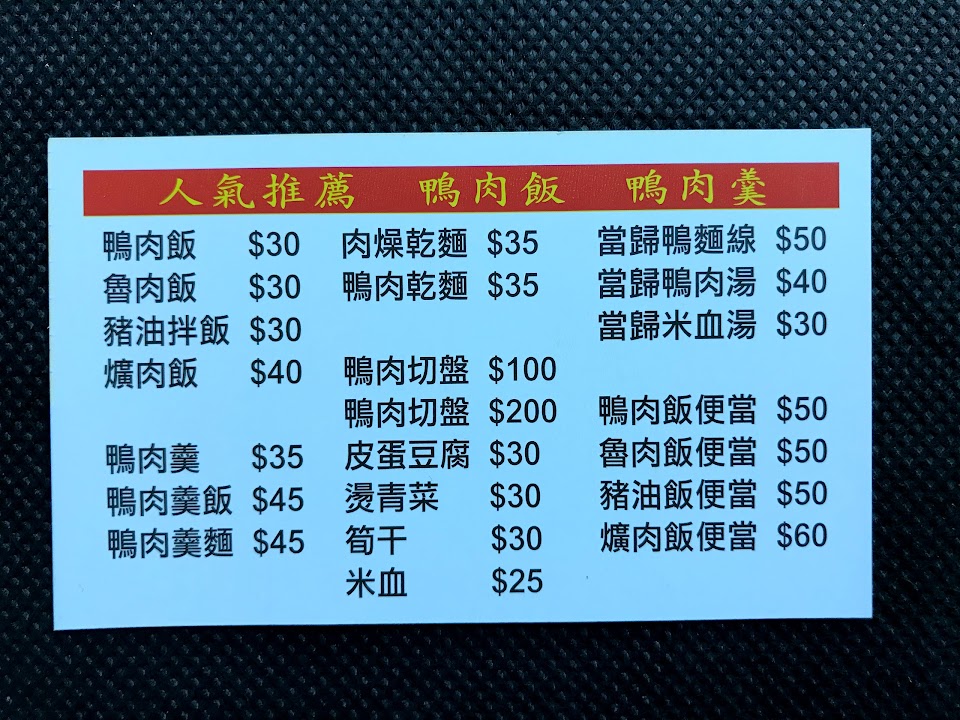 人氣推薦 鴨肉飯 鴨肉羹
鴨肉飯 $30
魯肉飯 $30
豬油拌飯 $30
爌肉飯 $40
鴨肉羹 $35
鴨肉羹飯 $45
鴨肉羹麵 $45
肉燥乾麵 $35
鴨肉乾麵 $35
鴨肉切盤 $100
鴨肉切盤 $200
皮蛋豆腐 $30
燙青菜 $30
筍干 $30
米血 $25
當歸鴨麵線 $50
當歸鴨肉湯 $40
當歸米血湯 $30
鴨肉飯便當 $50
魯肉飯便當 $50
豬油飯便當 $50
爌肉飯便當 $60